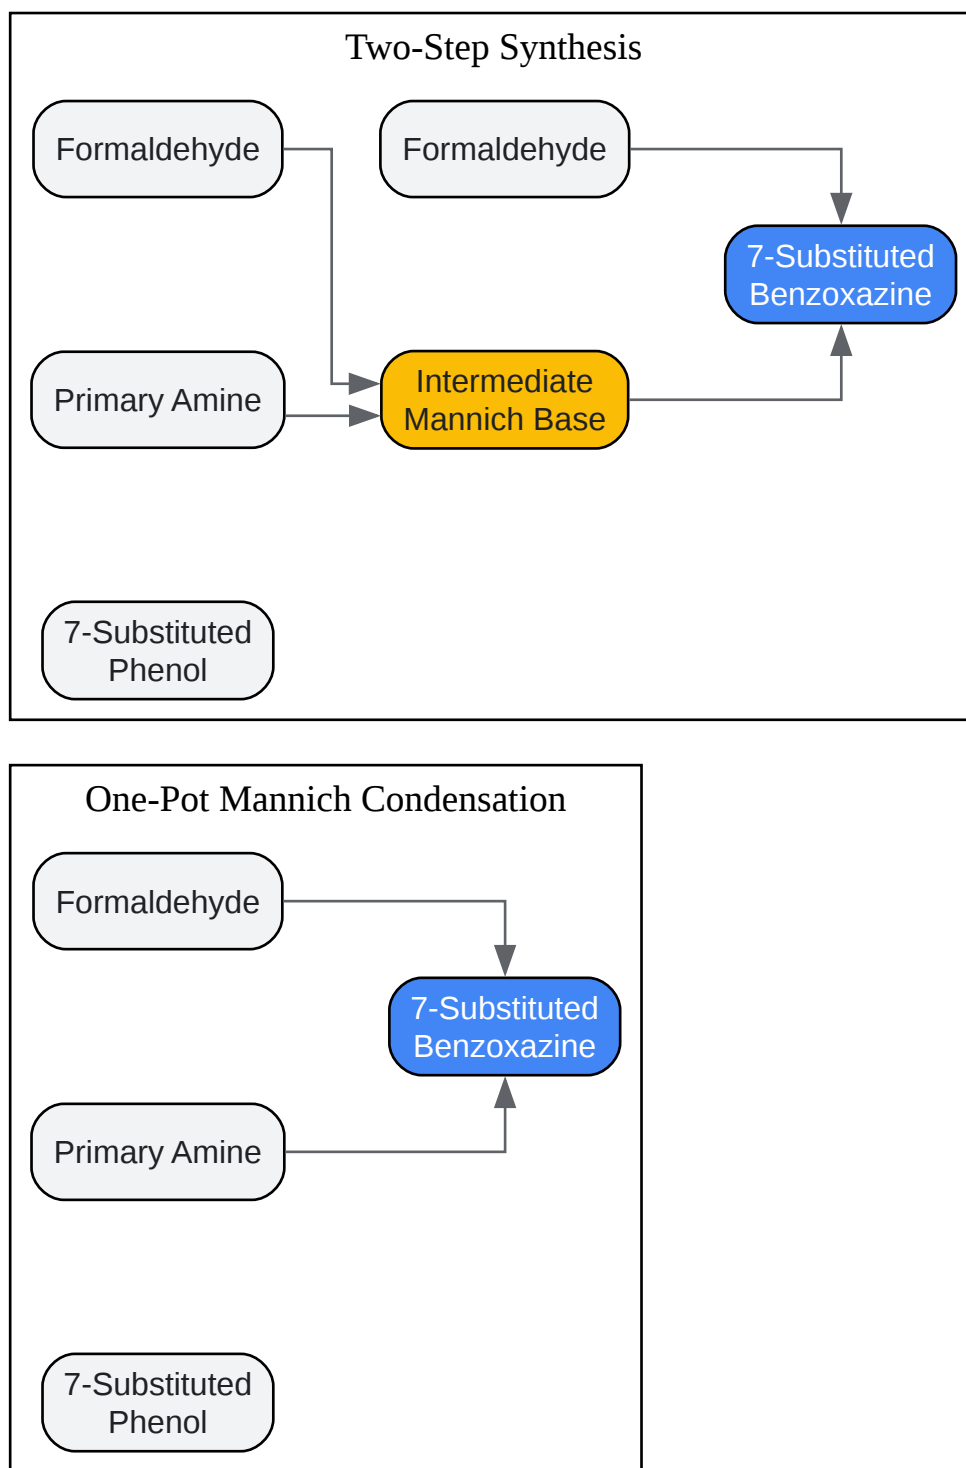 Two-Step Synthesis
Formaldehyde
Formaldehyde
7-Substituted
Benzoxazine
Primary Amine
Intermediate
Mannich Base
7-Substituted
Phenol
One-Pot Mannich Condensation
Formaldehyde
7-Substituted
Benzoxazine
Primary Amine
7-Substituted
Phenol